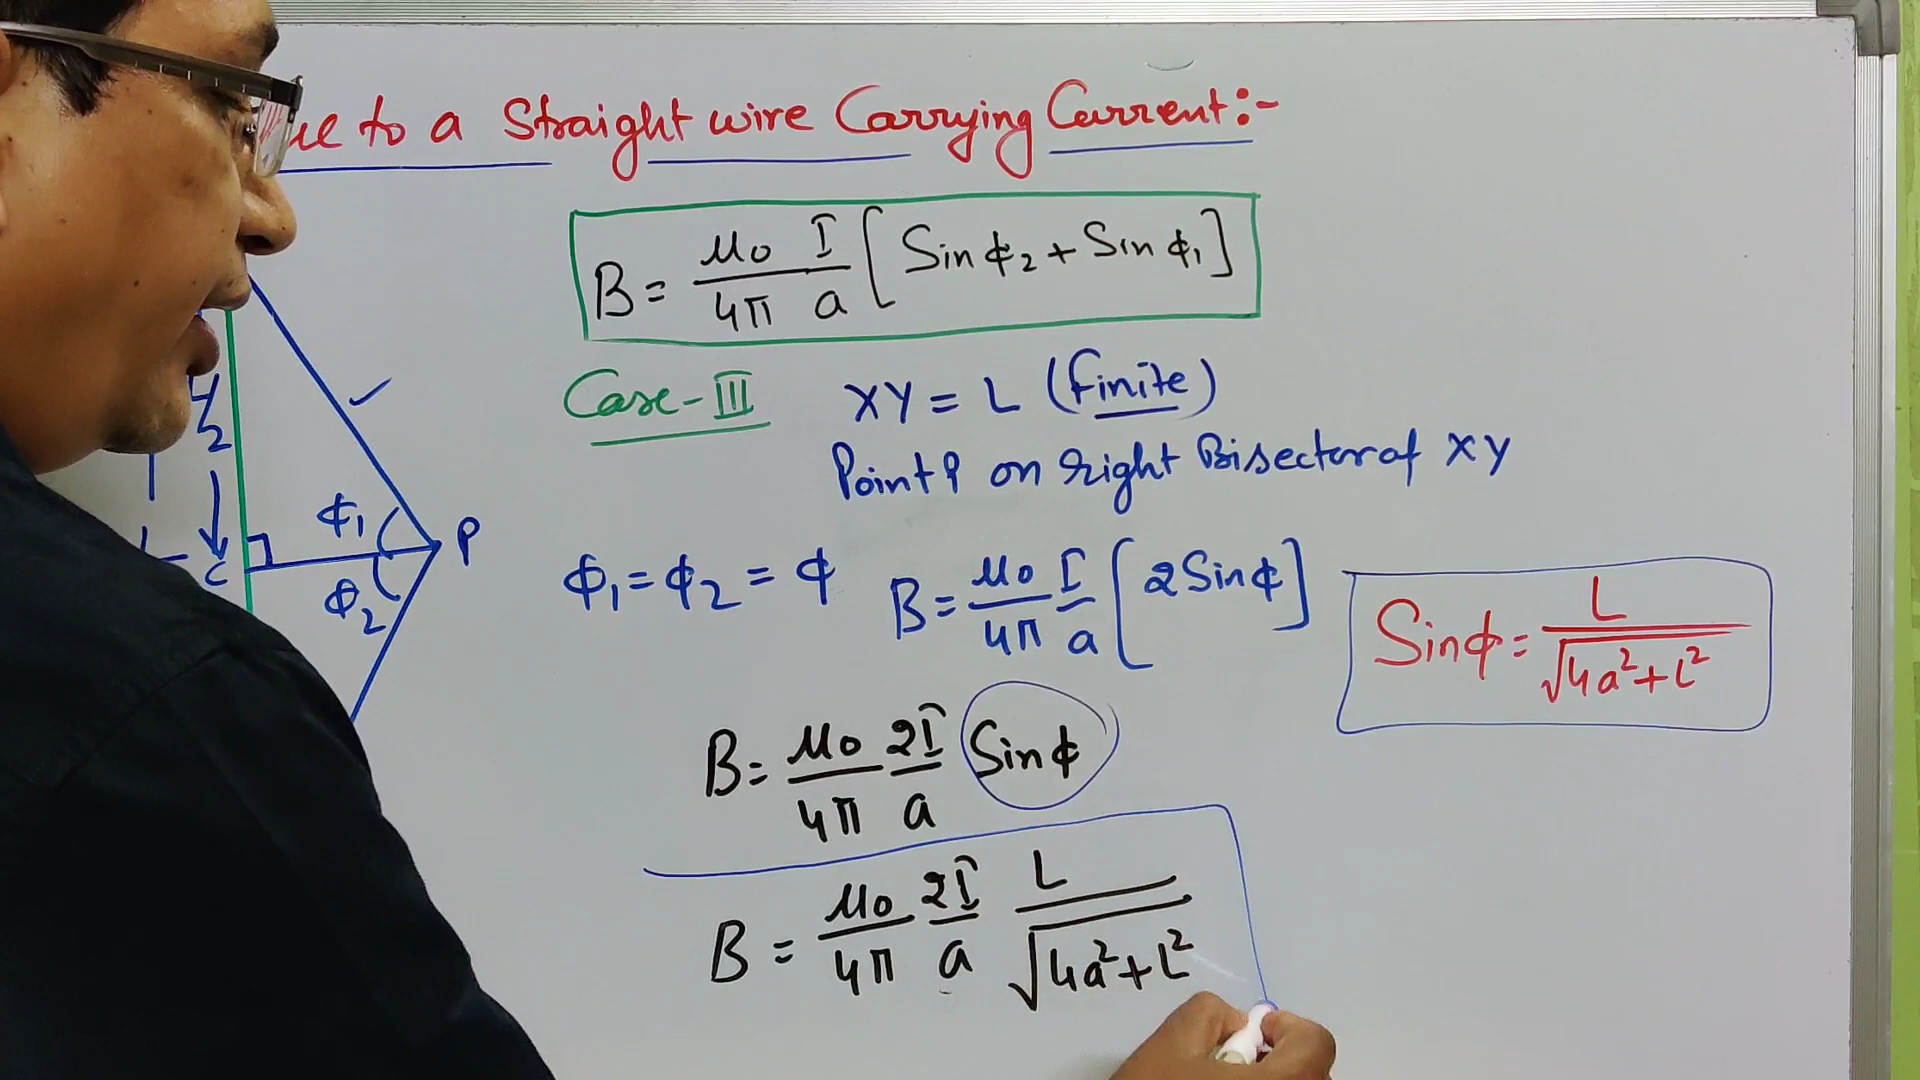 ue to a Straight wire Carrying Current:-
B = μ0/4π I/a [Sin ϕ2 + Sin ϕ1]
Case-III XY = L (finite)
Point P on right Bisector of XY
ϕ1 P
C
ϕ2
2
ϕ1 = ϕ2 = ϕ B = μ0/4π I/a [2 Sin ϕ]
Sin ϕ = L/√4a²+L²
B = μ0/4π 2I/a Sin ϕ
B = μ0/4π 2I/a L/√4a²+L²